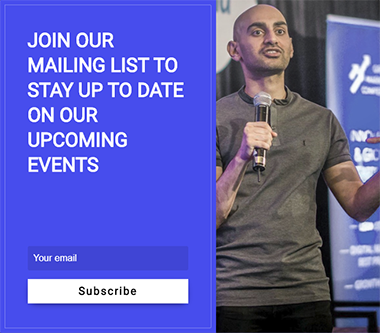 JOIN OUR
MAILING LIST TO
STAY UP TO DATE
ON OUR
UPCOMING
EVENTS
Your email
Subscribe